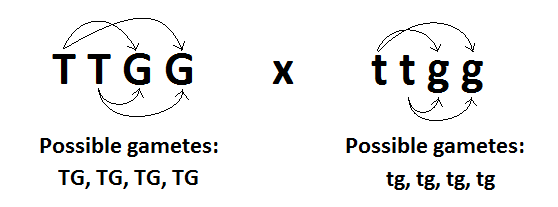 T T G G x t t g g
Possible gametes:
TG, TG, TG, TG
Possible gametes:
tg, tg, tg, tg